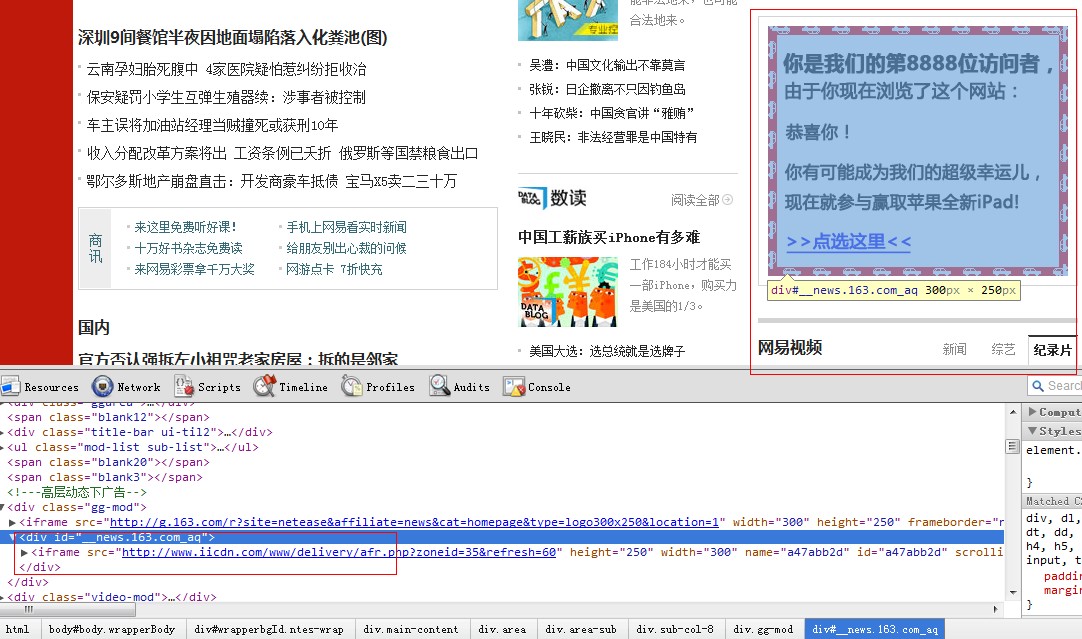 深圳9间餐馆半夜因地面塌陷落入化粪池(图)
云南孕妇胎死腹中 4家医院疑怕惹纠纷拒收治
保安疑罚小学生互弹生殖器续：涉事者被控制
车主误将加油站经理当贼撞死或获刑10年
收入分配改革方案将出 工资条例已夭折 俄罗斯等国禁粮食出口
鄂尔多斯地产崩盘直击：开发商豪车抵债 宝马X5卖二三十万
商讯
来这里免费听好课!
手机上网易看实时新闻
十万好书杂志免费读
给朋友别出心裁的问候
来网易彩票拿千万大奖
网游点卡 7折快充
国内
官方否认强拆左小祖咒老家房屋：拆的是邻家
合法地来。
专业挖
吴澧：中国文化输出不靠莫言
张锐：日企撤离不只因钓鱼岛
十年砍柴：中国贪官讲“雅贿”
王晓民：非法经营罪是中国特有
DATA BLOG 数读
阅读全部
中国工薪族买iPhone有多难
DATA BLOG
工作184小时才能买
一部iPhone，购买力
是美国的1/3。
美国大选：选总统就是选牌子
你是我们的第8888位访问者，
由于你现在浏览了这个网站：
恭喜你！
你有可能成为我们的超级幸运儿，
现在就参与赢取苹果全新iPad!
>>点选这里<<
div#__news.163.com_aq 300px × 250px
网易视频
新闻 综艺 纪录片
Resources Network Scripts Timeline Profiles Audits Console
Search
<span class="blank12"></span>
<div class="title-bar ui-til2">…</div>
<ul class="mod-list sub-list">…</ul>
<span class="blank20"></span>
<span class="blank3"></span>
<!---高层动态下广告-->
<div class="gg-mod">
<iframe src="http://g.163.com/r?site=netease&affiliate=news&cat=homepage&type=logo300x250&location=1" width="300" height="250" frameborder="
<div id="__news.163.com_aq">
<iframe src="http://www.iicdn.com/www/delivery/afr.php?zoneid=35&refresh=60" height="250" width="300" name="a47abb2d" id="a47abb2d" scrolli
</div>
</div>
<div class="video-mod">…</div>
Comput
Styles
element.
}
Matched C
div, dl,
dt, dd,
h4, h5,
input, t
paddin
margin
}
html body#body.wrapperBody div#wrapperbgId.ntes-wrap div.main-content div.area div.area-sub div.sub-col-8 div.gg-mod div#__news.163.com_aq